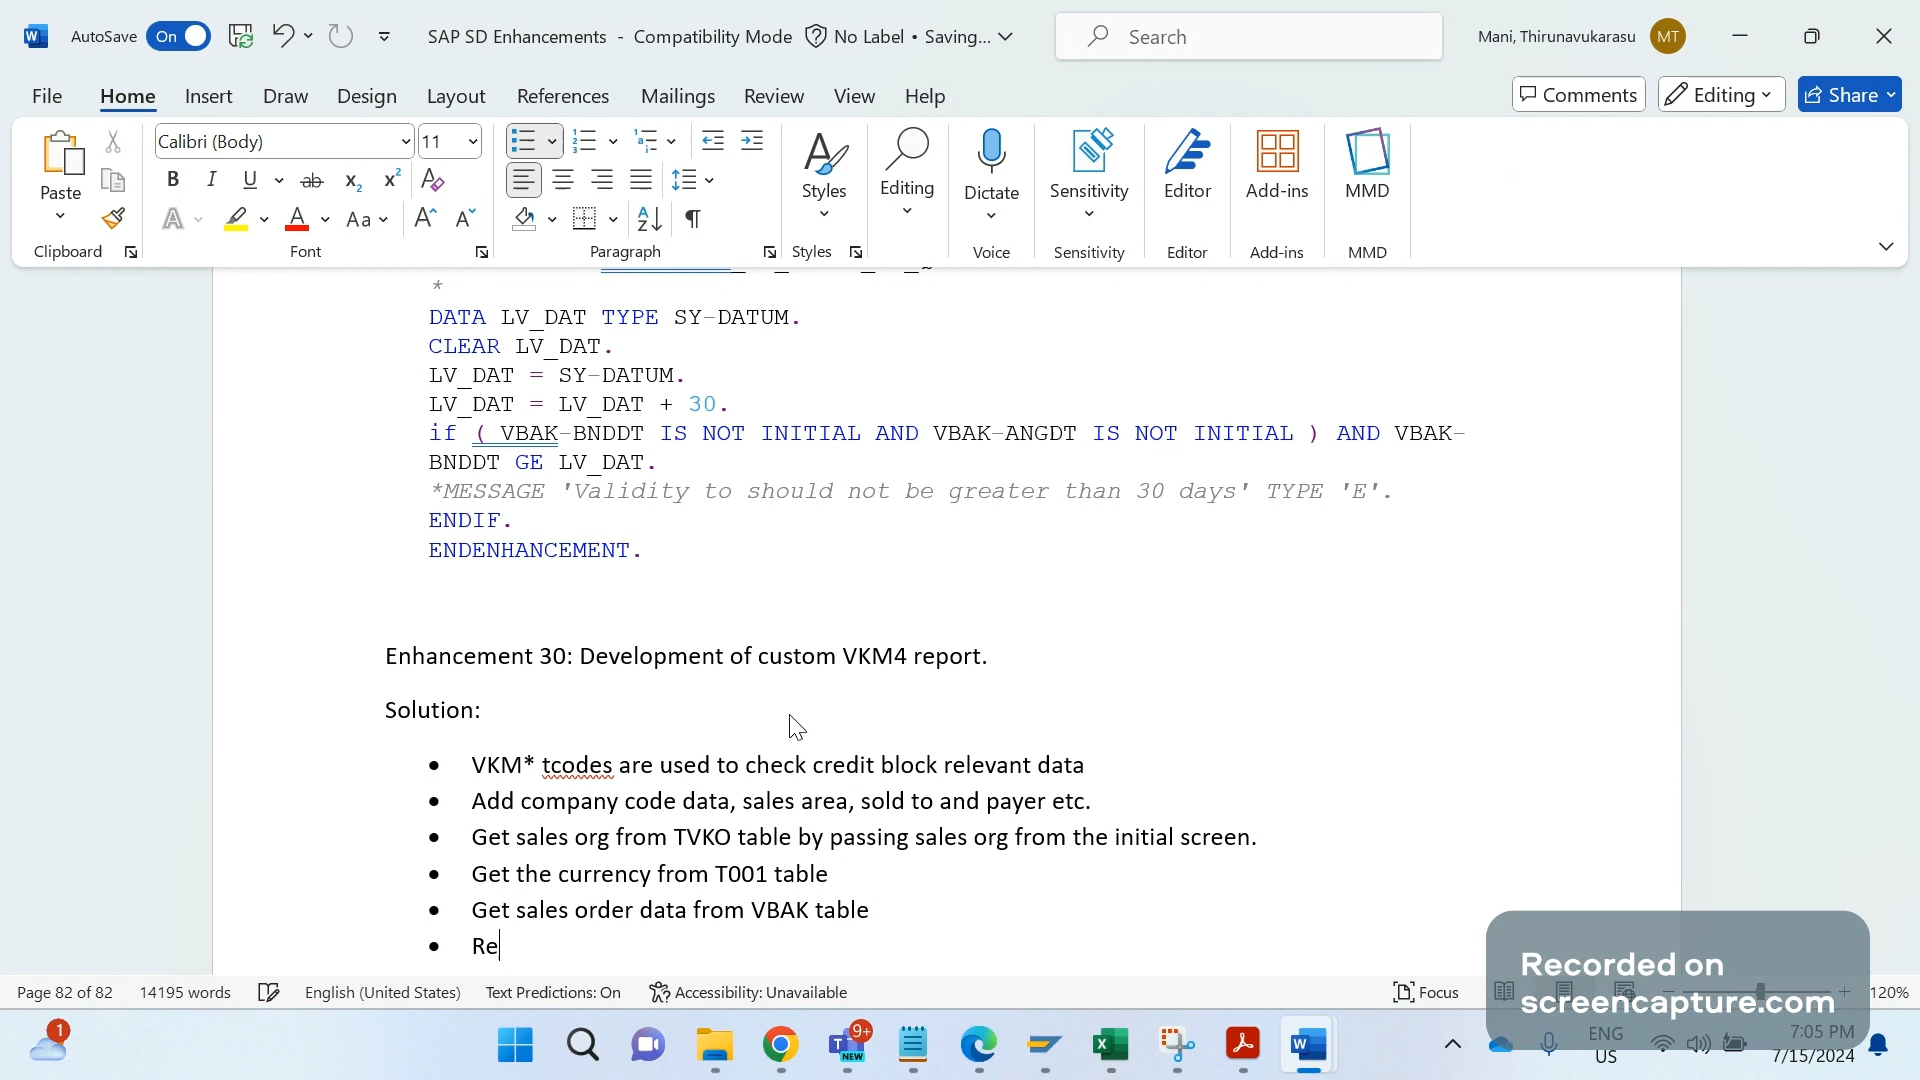 AutoSave On SAP SD Enhancements - Compatibility Mode No Label • Saving... Search Mani, Thirunavukarasu MT
File Home Insert Draw Design Layout References Mailings Review View Help Comments Editing Share
Calibri (Body) 11
Paste Styles Editing Dictate Sensitivity Editor Add-ins MMD
Clipboard Font Paragraph Styles Voice Sensitivity Editor Add-ins MMD
*
DATA LV_DAT TYPE SY-DATUM.
CLEAR LV_DAT.
LV_DAT = SY-DATUM.
LV_DAT = LV_DAT + 30.
if ( VBAK-BNDDT IS NOT INITIAL AND VBAK-ANGDT IS NOT INITIAL ) AND VBAK-
BNDDT GE LV_DAT.
*MESSAGE 'Validity to should not be greater than 30 days' TYPE 'E'.
ENDIF.
ENDENHANCEMENT.
Enhancement 30: Development of custom VKM4 report.
Solution:
• VKM* tcodes are used to check credit block relevant data
• Add company code data, sales area, sold to and payer etc.
• Get sales org from TVKO table by passing sales org from the initial screen.
• Get the currency from T001 table
• Get sales order data from VBAK table
• Re
Recorded on
screencapture.com
Page 82 of 82 14195 words English (United States) Text Predictions: On Accessibility: Unavailable Focus 120%
1 9+ NEW ENG
US
7:05 PM
7/15/2024